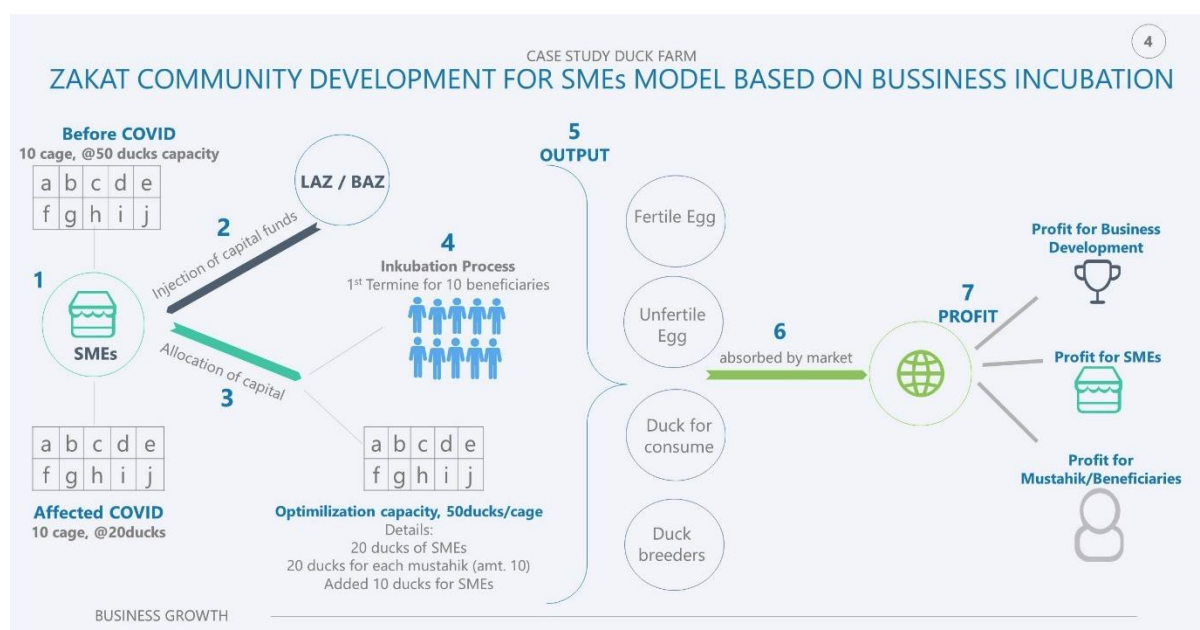 4
CASE STUDY DUCK FARM
ZAKAT COMMUNITY DEVELOPMENT FOR SMEs MODEL BASED ON BUSSINESS INCUBATION
Before COVID
10 cage, @50 ducks capacity
a b c d e
f g h i j
1
SMEs
a b c d e
f g h i j
Affected COVID
10 cage, @20ducks
LAZ / BAZ
2
Injection of capital funds
Allocation of capital
3
4
Inkubation Process
1st Termine for 10 beneficiaries
a b c d e
f g h i j
Optimilization capacity, 50ducks/cage
Details:
20 ducks of SMEs
20 ducks for each mustahik (amt. 10)
Added 10 ducks for SMEs
5
OUTPUT
Fertile Egg
Unfertile
Egg
Duck for
consume
Duck
breeders
6
absorbed by market
7
PROFIT
Profit for Business
Development
Profit for SMEs
Profit for
Mustahik/Beneficiaries
BUSINESS GROWTH